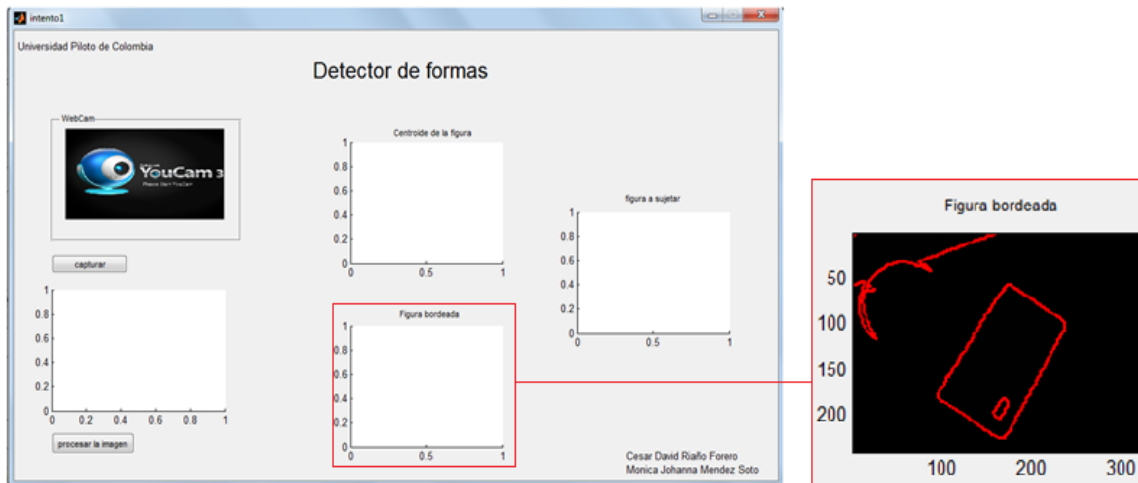 intento1
Universidad Piloto de Colombia
Detector de formas
WebCam
YouCam 3
Please Start YouCam
capturar
1
0.8
0.6
0.4
0.2
0
0 0.2 0.4 0.6 0.8 1
procesar la imagen
Centroide de la figura
1
0.8
0.6
0.4
0.2
0
0 0.5 1
Figura bordeada
1
0.8
0.6
0.4
0.2
0
0 0.5 1
figura a sujetar
1
0.8
0.6
0.4
0.2
0
0 0.5 1
Cesar David Riaño Forero
Monica Johanna Mendez Soto
Figura bordeada
50
100
150
200
100 200 300